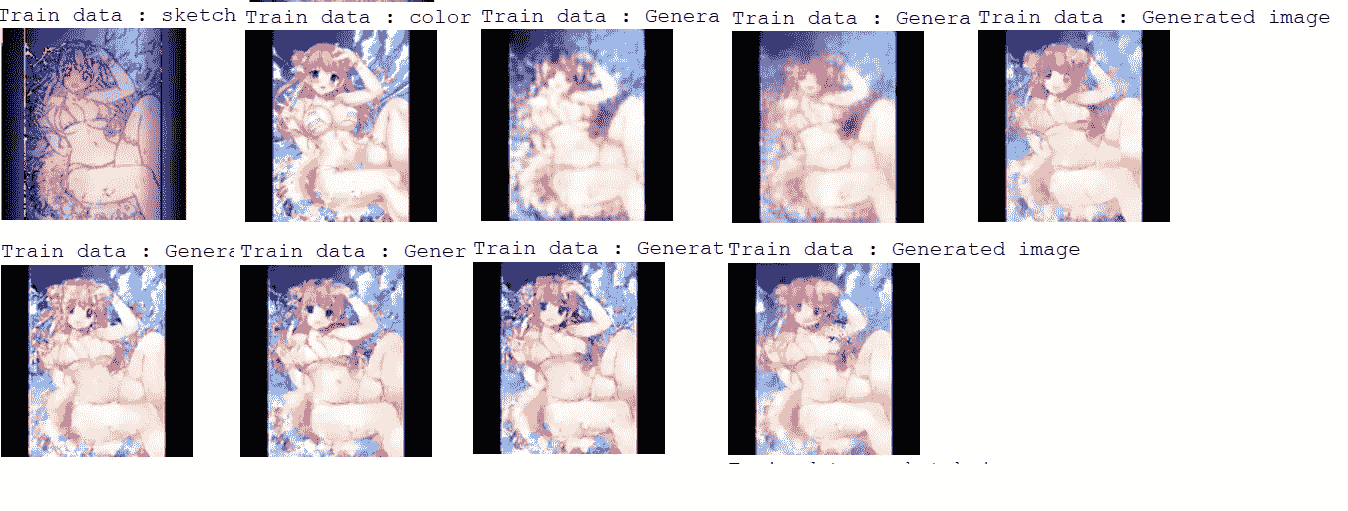 Train data : sketch
Train data : color
Train data : Genera
Train data : Genera
Train data : Generated image
Train data : Genera
Train data : Gener
Train data : Generat
Train data : Generated image